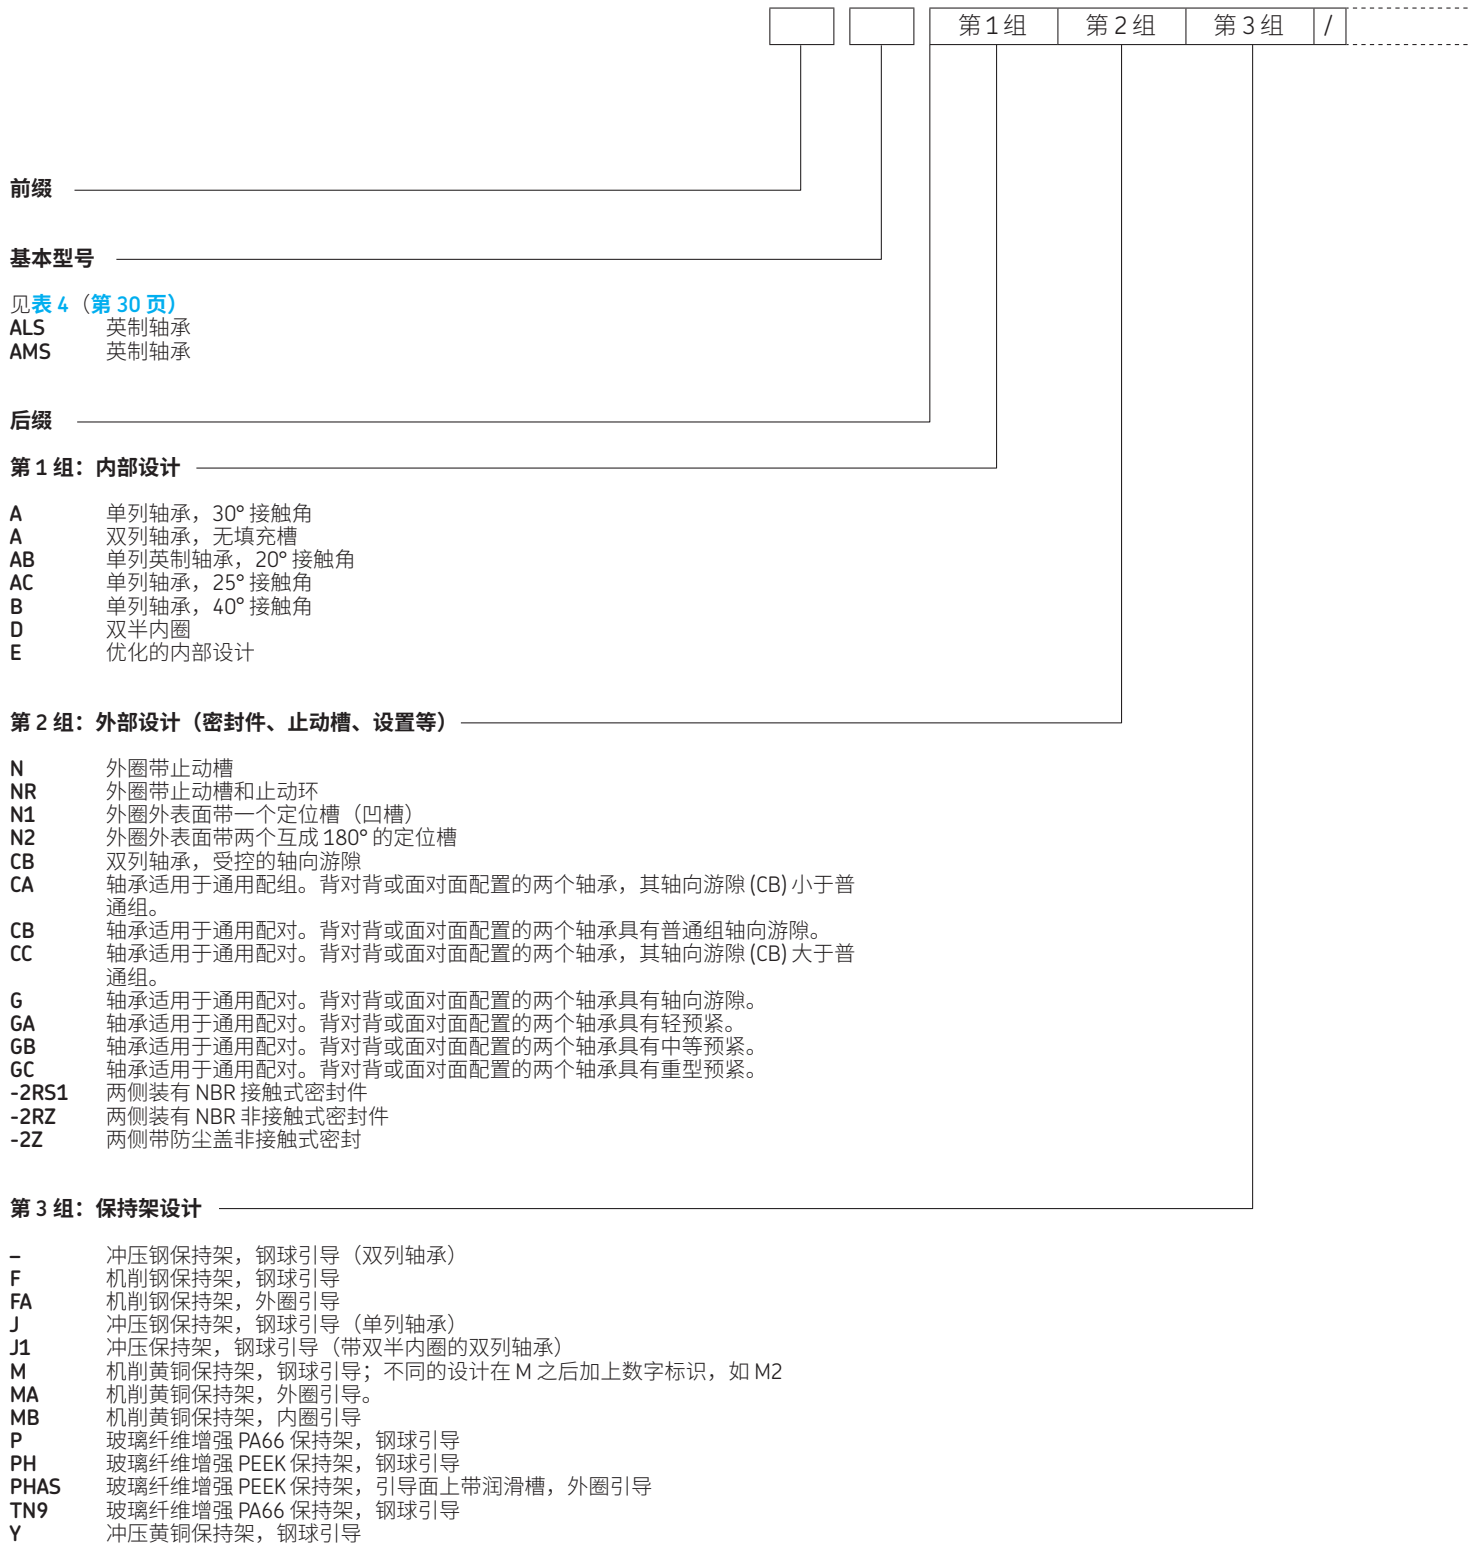 第 1 组 第 2 组 第 3 组 /
前缀
基本型号
见表 4（第 30 页）
ALS 英制轴承
AMS 英制轴承
后缀
第 1 组：内部设计
A 单列轴承，30° 接触角
A 双列轴承，无填充槽
AB 单列英制轴承，20° 接触角
AC 单列轴承，25° 接触角
B 单列轴承，40° 接触角
D 双半内圈
E 优化的内部设计
第 2 组：外部设计（密封件、止动槽、设置等）
N 外圈带止动槽
NR 外圈带止动槽和止动环
N1 外圈外表面带一个定位槽（凹槽）
N2 外圈外表面带两个互成 180° 的定位槽
CB 双列轴承，受控的轴向游隙
CA 轴承适用于通用配组。背对背或面对面配置的两个轴承，其轴向游隙 (CB) 小于普
通组。
CB 轴承适用于通用配对。背对背或面对面配置的两个轴承具有普通组轴向游隙。
CC 轴承适用于通用配对。背对背或面对面配置的两个轴承，其轴向游隙 (CB) 大于普
通组。
G 轴承适用于通用配对。背对背或面对面配置的两个轴承具有轴向游隙。
GA 轴承适用于通用配对。背对背或面对面配置的两个轴承具有轻预紧。
GB 轴承适用于通用配对。背对背或面对面配置的两个轴承具有中等预紧。
GC 轴承适用于通用配对。背对背或面对面配置的两个轴承具有重型预紧。
-2RS1 两侧装有 NBR 接触式密封件
-2RZ 两侧装有 NBR 非接触式密封件
-2Z 两侧带防尘盖非接触式密封
第 3 组：保持架设计
– 冲压钢保持架，钢球引导（双列轴承）
F 机削钢保持架，钢球引导
FA 机削钢保持架，外圈引导
J 冲压钢保持架，钢球引导（单列轴承）
J1 冲压保持架，钢球引导（带双半内圈的双列轴承）
M 机削黄铜保持架，钢球引导；不同的设计在 M 之后加上数字标识，如 M2
MA 机削黄铜保持架，外圈引导。
MB 机削黄铜保持架，内圈引导
P 玻璃纤维增强 PA66 保持架，钢球引导
PH 玻璃纤维增强 PEEK 保持架，钢球引导
PHAS 玻璃纤维增强 PEEK 保持架，引导面上带润滑槽，外圈引导
TN9 玻璃纤维增强 PA66 保持架，钢球引导
Y 冲压黄铜保持架，钢球引导